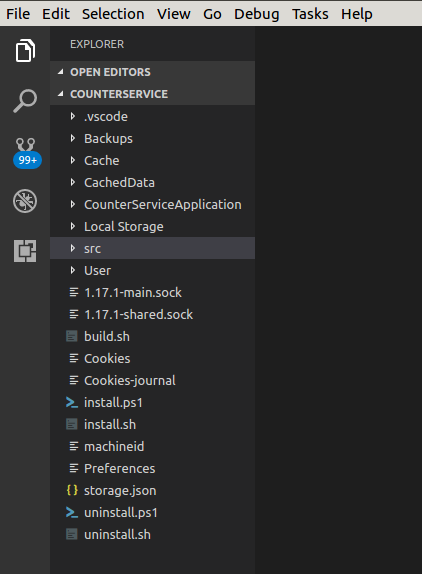 File Edit Selection View Go Debug Tasks Help
EXPLORER
OPEN EDITORS
COUNTERSERVICE
.vscode
Backups
Cache
99+
CachedData
CounterServiceApplication
Local Storage
src
User
1.17.1-main.sock
1.17.1-shared.sock
build.sh
Cookies
Cookies-journal
install.ps1
install.sh
machineid
Preferences
{ } storage.json
uninstall.ps1
uninstall.sh